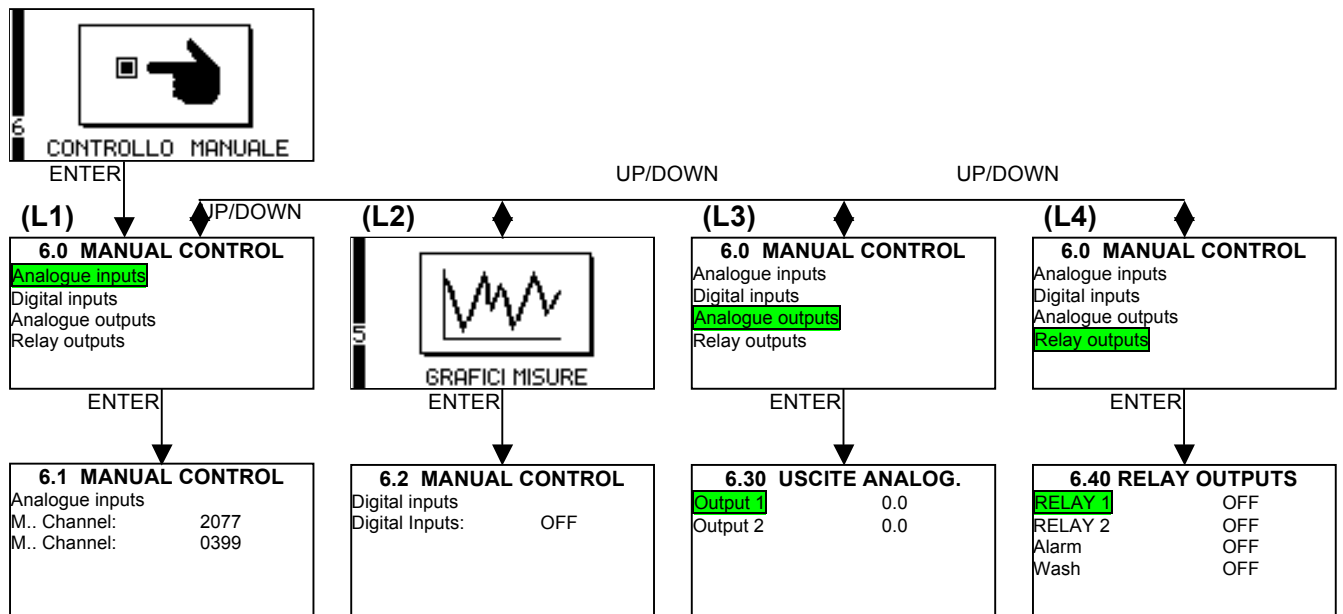 6
CONTROLLO MANUALE
ENTER
UP/DOWN UP/DOWN
(L1) UP/DOWN (L2) (L3) (L4)
6.0 MANUAL CONTROL
Analogue inputs
Digital inputs
Analogue outputs
Relay outputs
5
GRAFICI MISURE
6.0 MANUAL CONTROL
Analogue inputs
Digital inputs
Analogue outputs
Relay outputs
6.0 MANUAL CONTROL
Analogue inputs
Digital inputs
Analogue outputs
Relay outputs
ENTER ENTER ENTER ENTER
6.1 MANUAL CONTROL
Analogue inputs
M.. Channel: 2077
M.. Channel: 0399
6.2 MANUAL CONTROL
Digital inputs
Digital Inputs: OFF
6.30 USCITE ANALOG.
Output 1 0.0
Output 2 0.0
6.40 RELAY OUTPUTS
RELAY 1 OFF
RELAY 2 OFF
Alarm OFF
Wash OFF